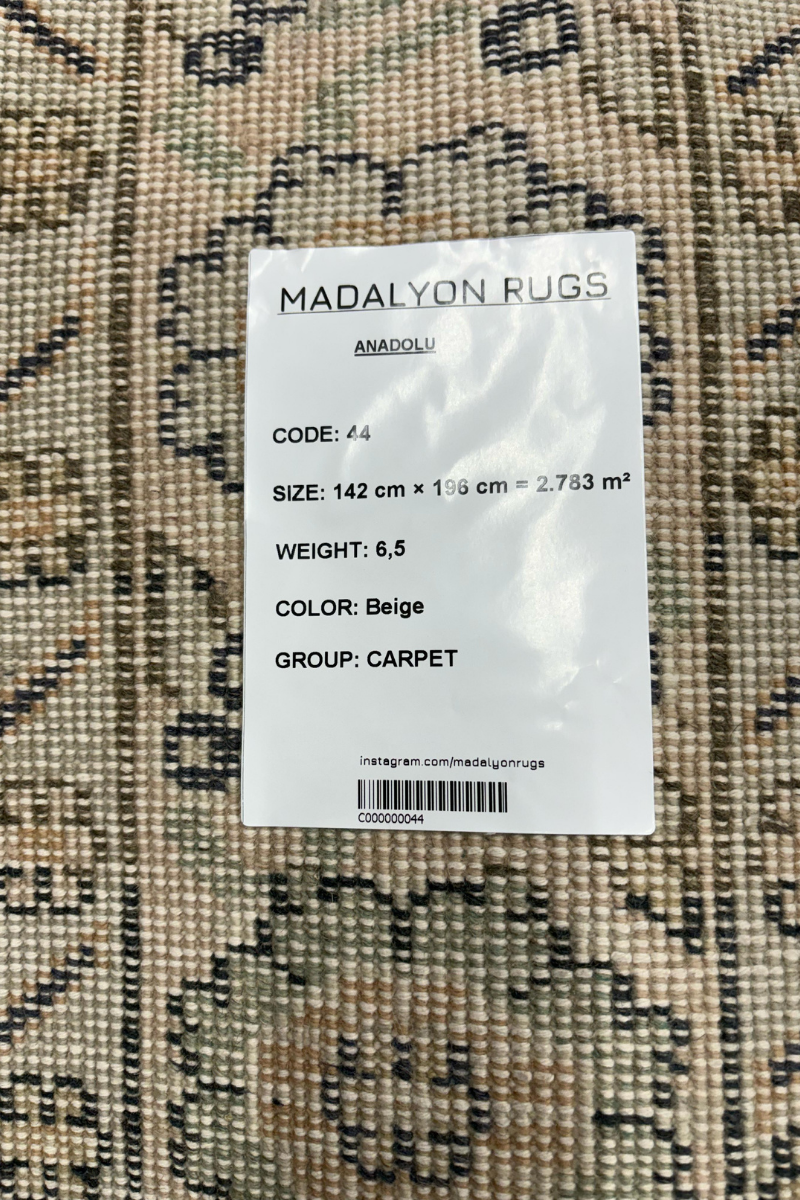 MADALYON RUGS
ANADOLU
CODE: 44
SIZE: 142 cm × 196 cm = 2.783 m²
WEIGHT: 6,5
COLOR: Beige
GROUP: CARPET
instagram.com/madalyonrugs
C000000044